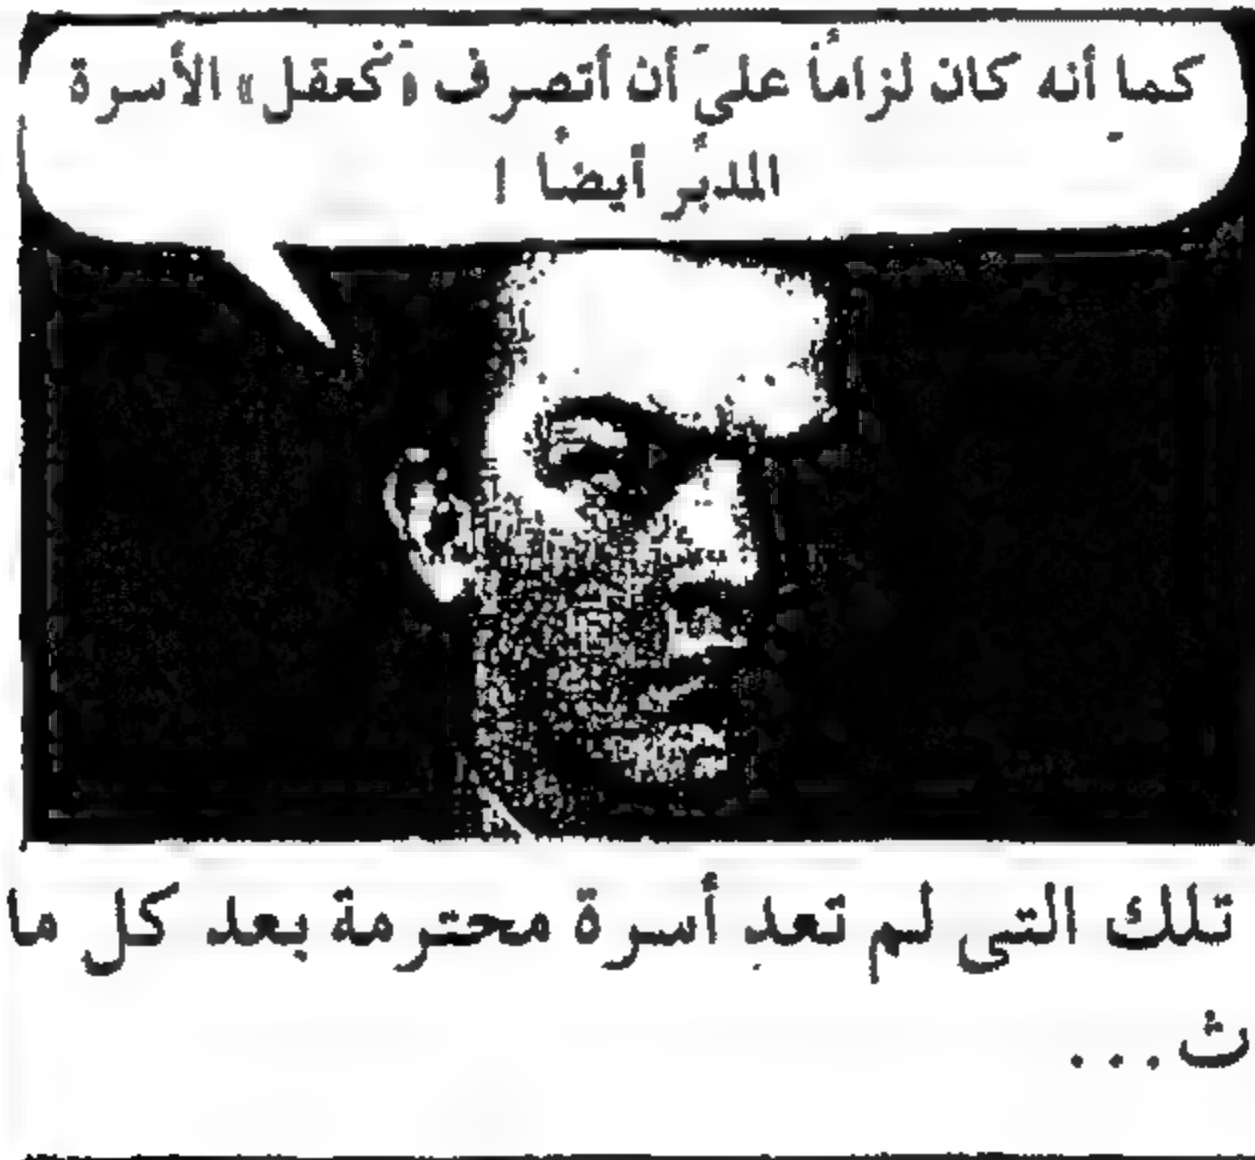 كما أنه كان لزاماً عليّ أن أتصرف «كعقل» الأسرة
المدبّر أيضاً !
تلك التى لم تعد أسرة محترمة بعد كل ما
ث ...